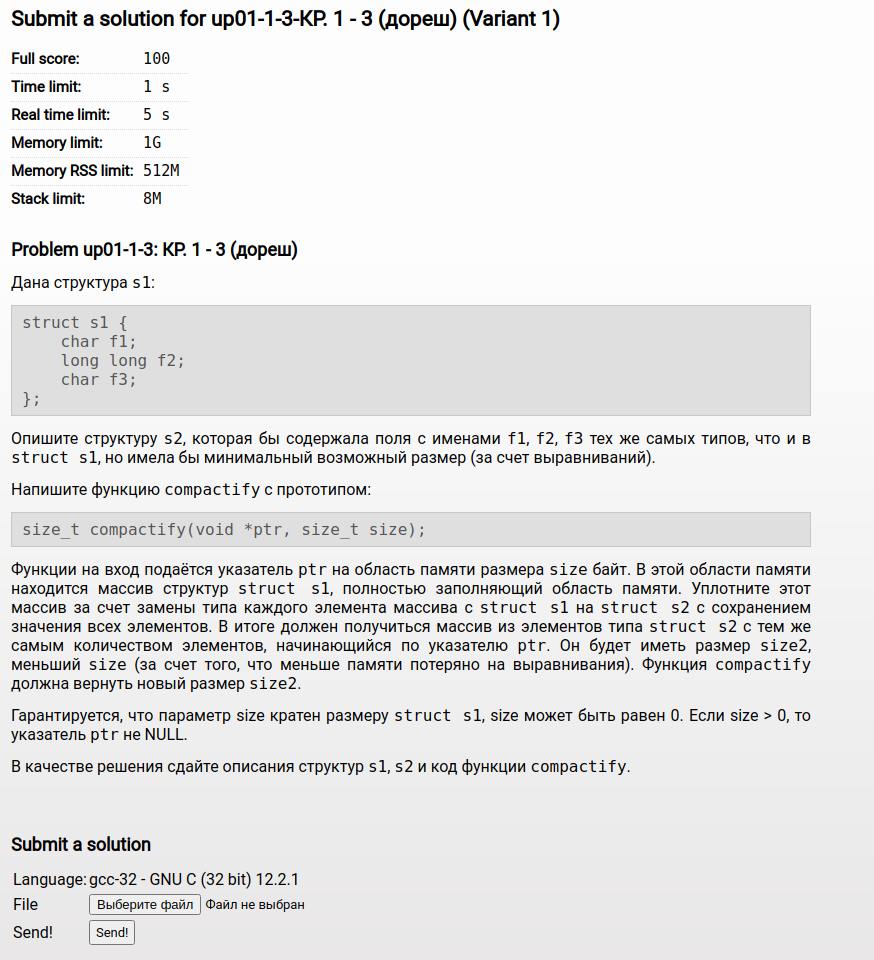 Submit a solution for up01-1-3-КР. 1 - 3 (дореш) (Variant 1)
Full score: 100
Time limit: 1 s
Real time limit: 5 s
Memory limit: 1G
Memory RSS limit: 512M
Stack limit: 8M
Problem up01-1-3: КР. 1 - 3 (дореш)
Дана структура s1:
struct s1 {
    char f1;
    long long f2;
    char f3;
};
Опишите структуру s2, которая бы содержала поля с именами f1, f2, f3 тех же самых типов, что и в
struct s1, но имела бы минимальный возможный размер (за счет выравниваний).
Напишите функцию compactify с прототипом:
size_t compactify(void *ptr, size_t size);
Функции на вход подаётся указатель ptr на область памяти размера size байт. В этой области памяти
находится массив структур struct s1, полностью заполняющий область памяти. Уплотните этот
массив за счет замены типа каждого элемента массива с struct s1 на struct s2 с сохранением
значения всех элементов. В итоге должен получиться массив из элементов типа struct s2 с тем же
самым количеством элементов, начинающийся по указателю ptr. Он будет иметь размер size2,
меньший size (за счет того, что меньше памяти потеряно на выравнивания). Функция compactify
должна вернуть новый размер size2.
Гарантируется, что параметр size кратен размеру struct s1, size может быть равен 0. Если size > 0, то
указатель ptr не NULL.
В качестве решения сдайте описания структур s1, s2 и код функции compactify.
Submit a solution
Language: gcc-32 - GNU C (32 bit) 12.2.1
File Выберите файл Файл не выбран
Send! Send!